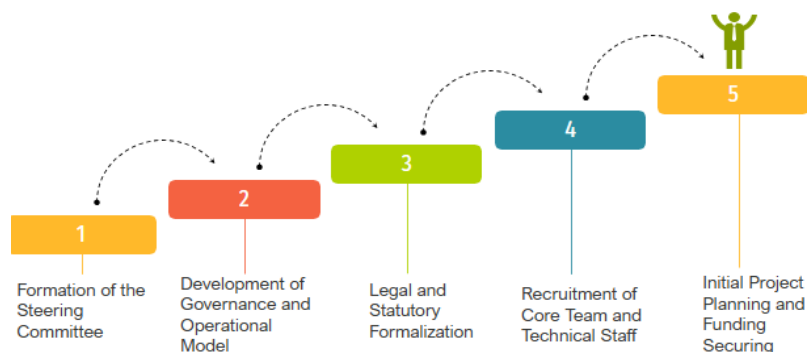 1
Formation of the
Steering
Committee
2
Development of
Governance and
Operational
Model
3
Legal and
Statutory
Formalization
4
Recruitment of
Core Team and
Technical Staff
5
Initial Project
Planning and
Funding
Securing